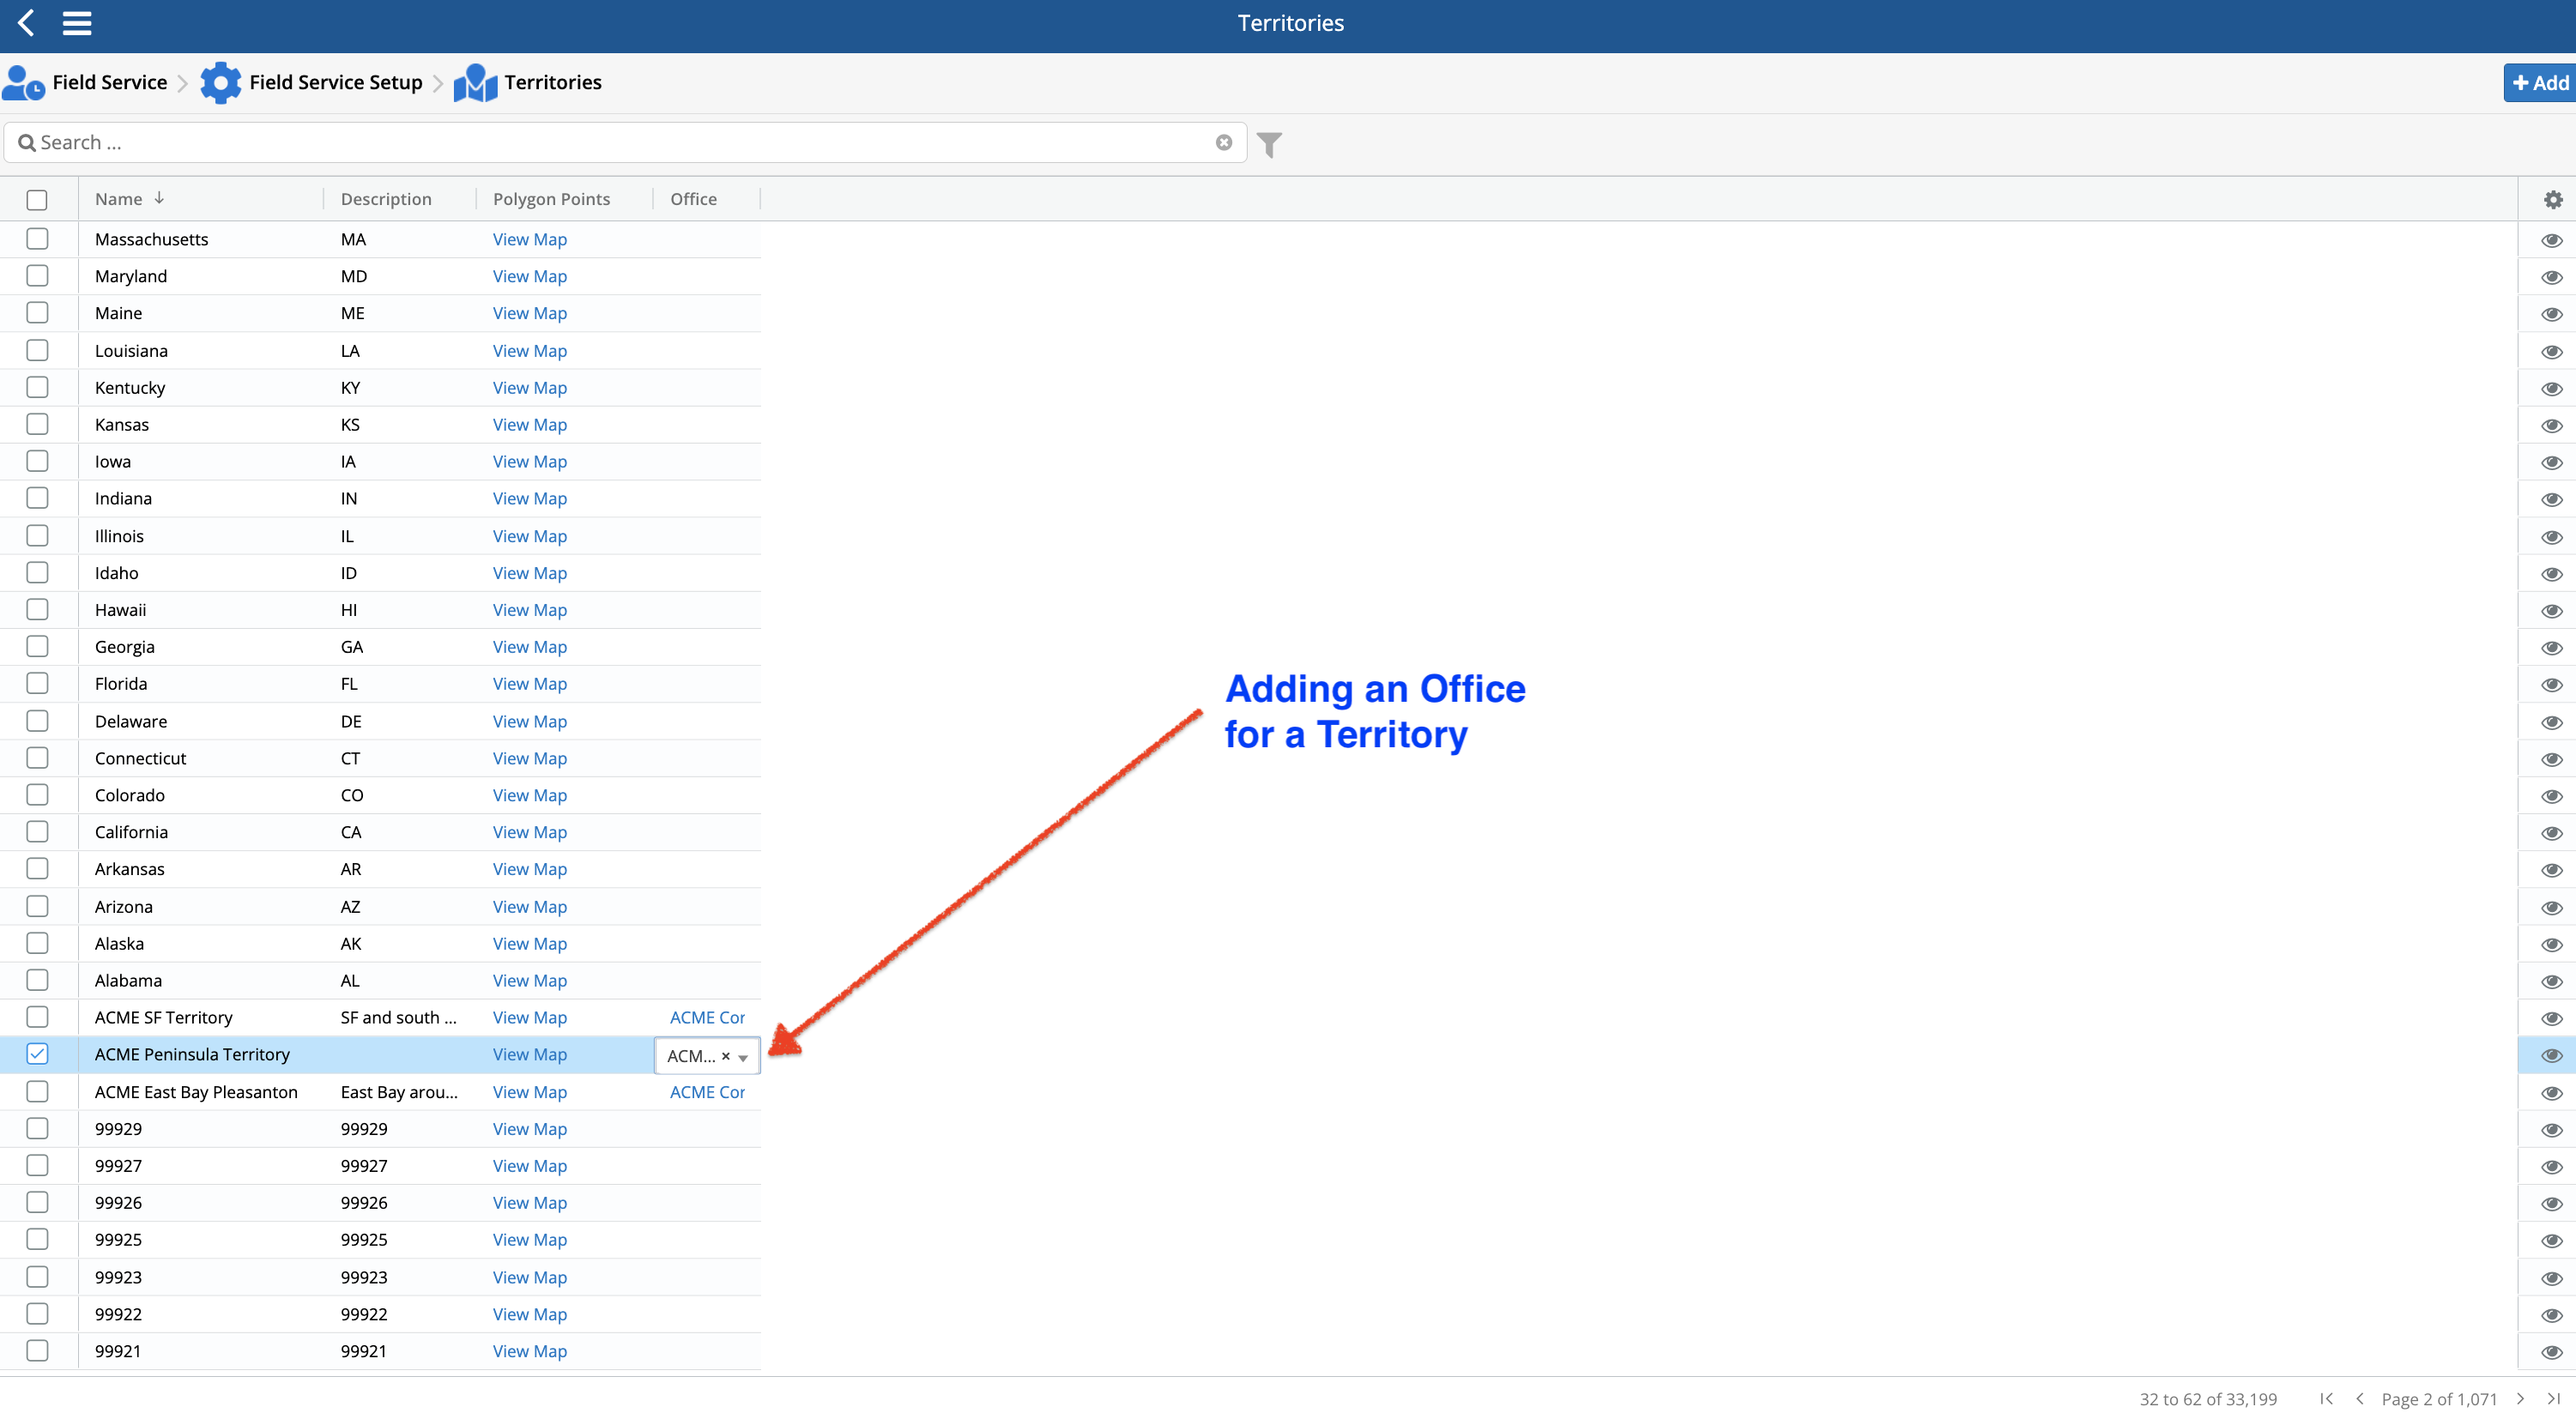 Territories
Field Service Field Service Setup Territories Add
Search ...
Name Description Polygon Points Office
Massachusetts MA View Map
Maryland MD View Map
Maine ME View Map
Louisiana LA View Map
Kentucky KY View Map
Kansas KS View Map
Iowa IA View Map
Indiana IN View Map
Illinois IL View Map
Idaho ID View Map
Hawaii HI View Map
Georgia GA View Map
Florida FL View Map
Delaware DE View Map
Connecticut CT View Map
Colorado CO View Map
California CA View Map
Arkansas AR View Map
Arizona AZ View Map
Alaska AK View Map
Alabama AL View Map
ACME SF Territory SF and south ... View Map ACME Cor
ACME Peninsula Territory View Map ACM...
ACME East Bay Pleasanton East Bay arou... View Map ACME Cor
99929 99929 View Map
99927 99927 View Map
99926 99926 View Map
99925 99925 View Map
99923 99923 View Map
99922 99922 View Map
99921 99921 View Map
Adding an Office
for a Territory
32 to 62 of 33,199 Page 2 of 1,071